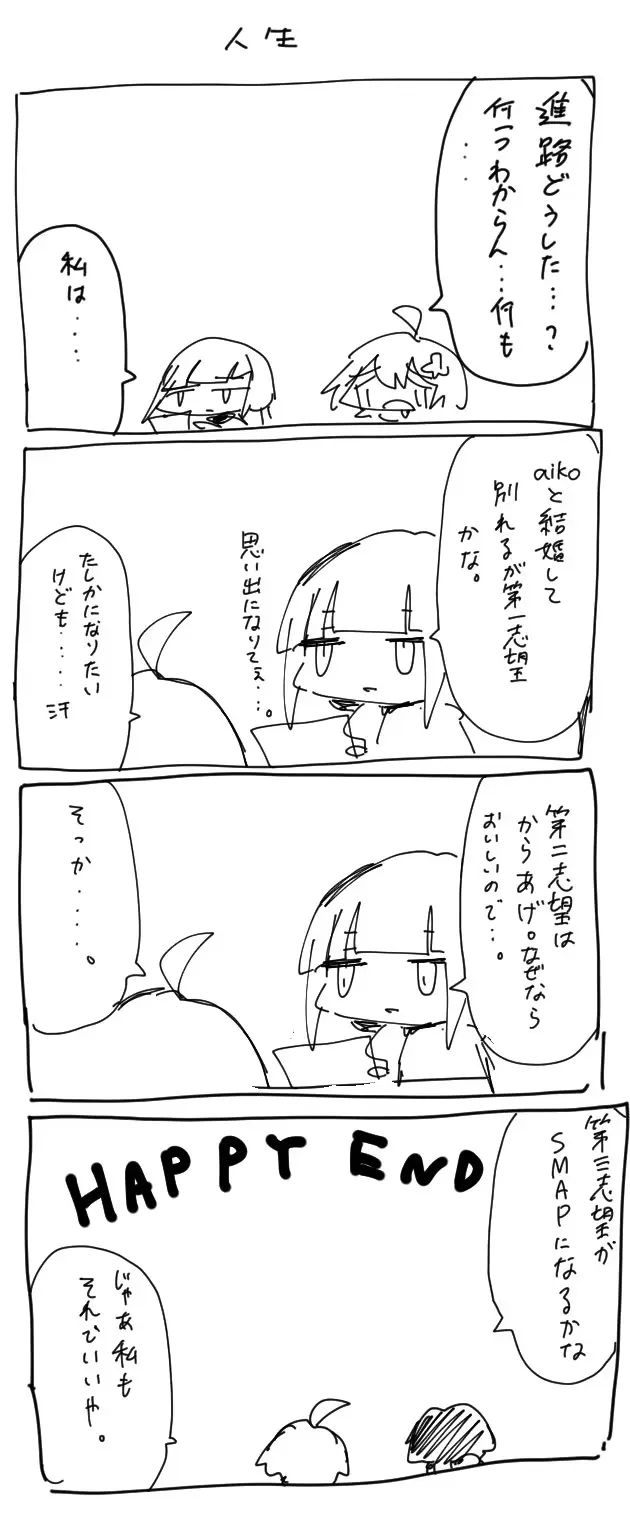 人生
進路どうした…?
何一つわからん…何も
…
私は....
aikoと結婚して
別れるが第一志望
かな。
思い出になりてぇ…。
たしかになりたい
けども....汗
第二志望は
からあげ。なぜなら
おいしいので…。
そっか....。
第三志望が
SMAPになるかな
HAPPY END
じゃあ私も
それでいいや。